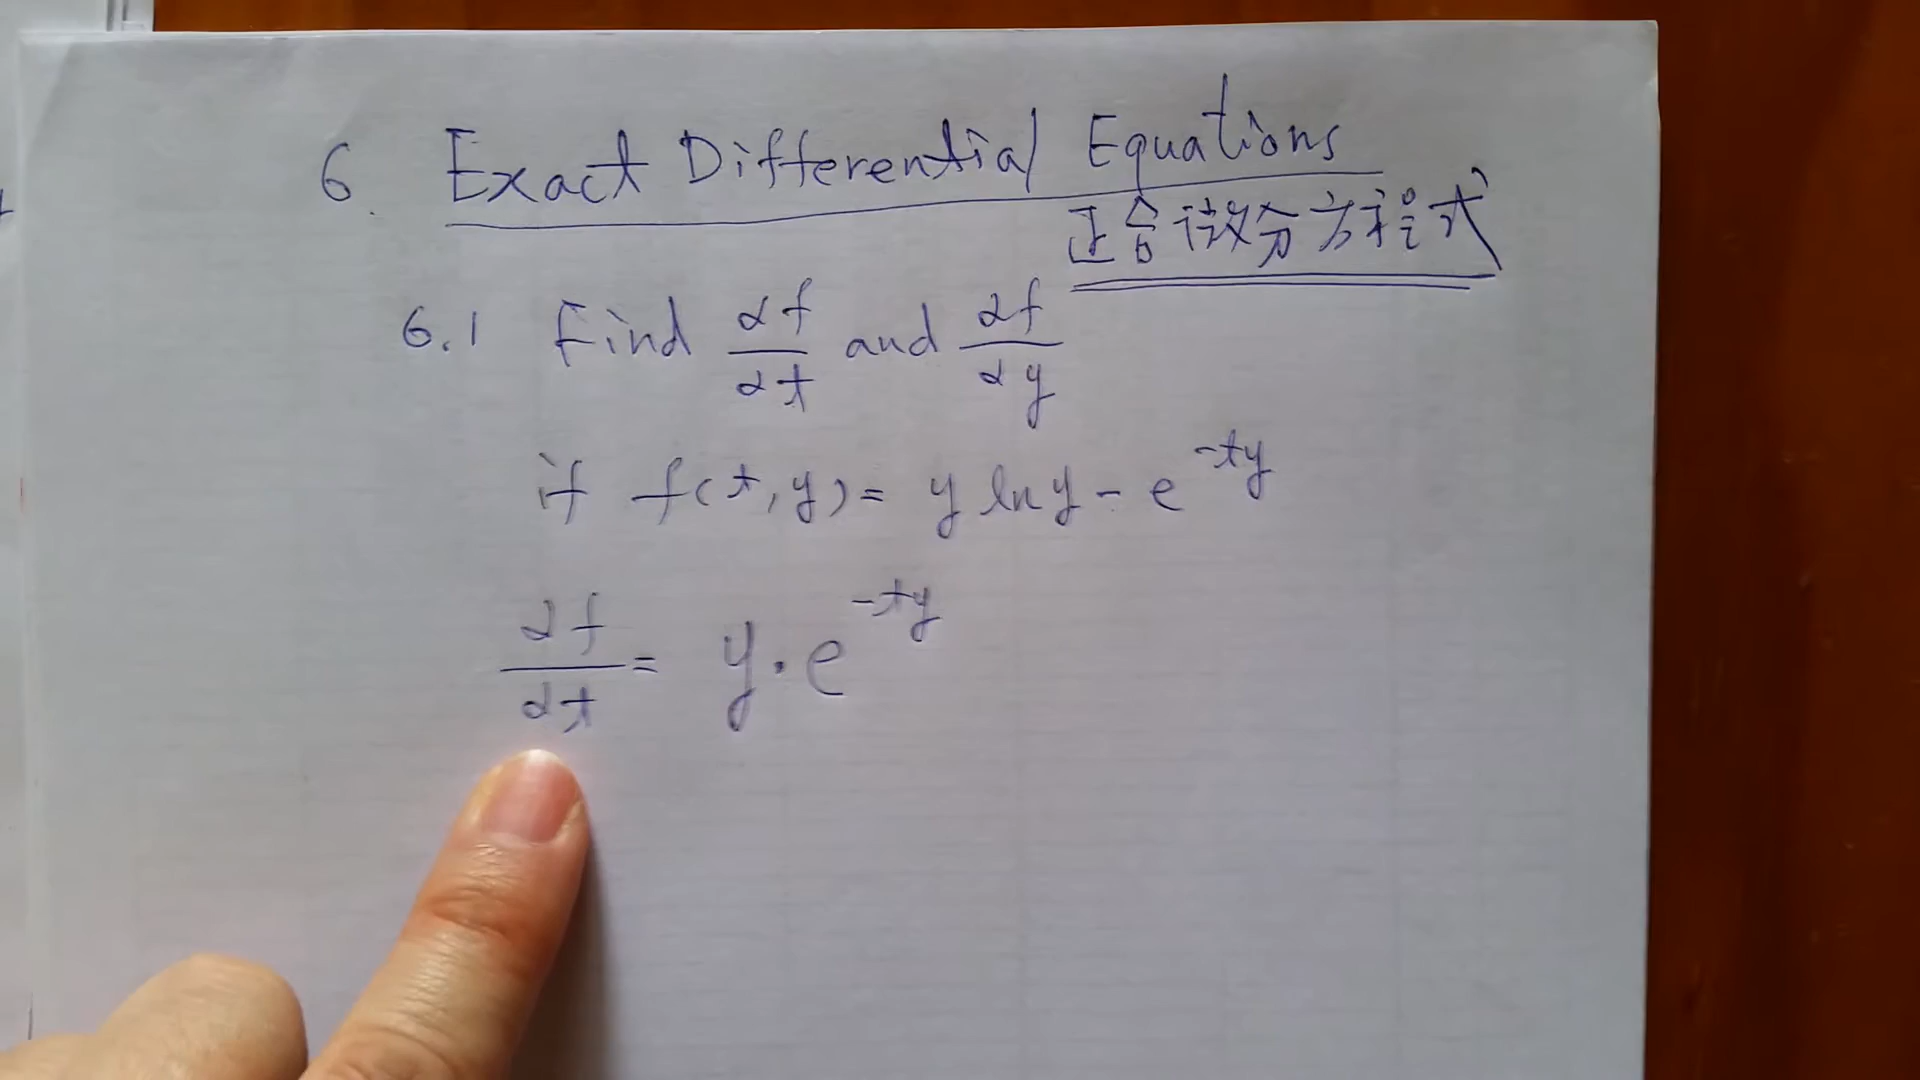 6. Exact Differential Equations
正合微分方程式
6.1 Find ∂f/∂t and ∂f/∂y
if f(t,y)= y ln y - e^-ty
∂f/∂t = y·e^-ty